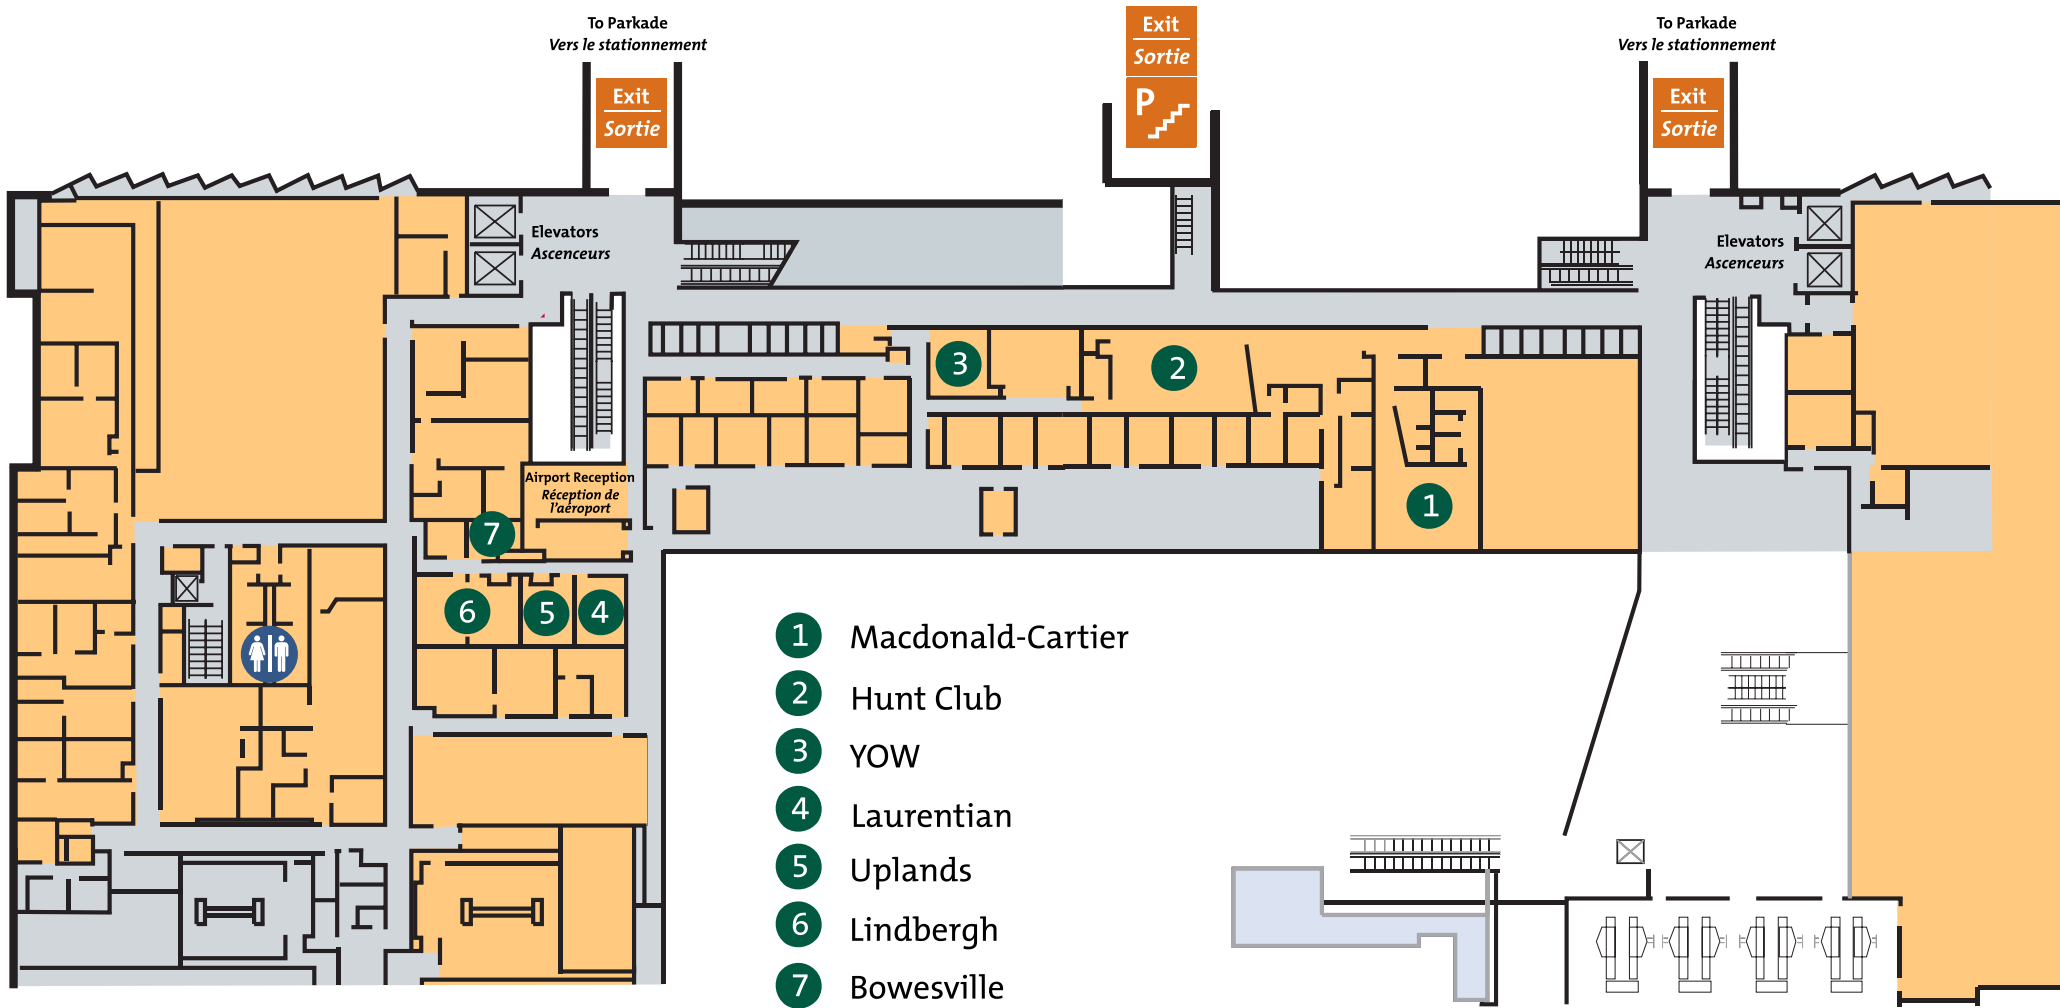 To Parkade
Vers le stationnement
Exit
Sortie
Exit
Sortie
P
To Parkade
Vers le stationnement
Exit
Sortie
Elevators
Ascenceurs
Elevators
Ascenceurs
3
2
1
Airport Reception
Réception de
l'aéroport
7
6
5
4
1 Macdonald-Cartier
2 Hunt Club
3 YOW
4 Laurentian
5 Uplands
6 Lindbergh
7 Bowesville